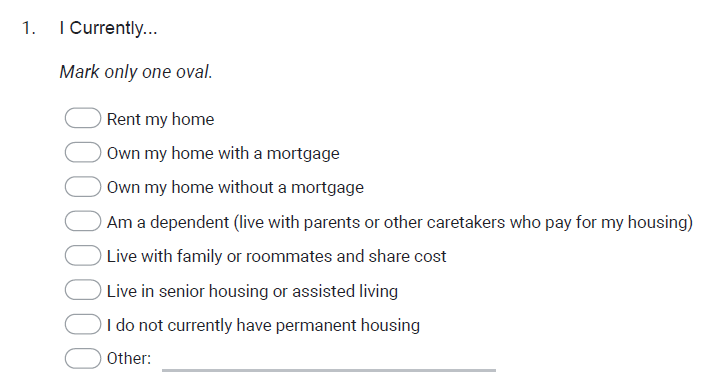 1. I Currently...
Mark only one oval.
Rent my home
Own my home with a mortgage
Own my home without a mortgage
Am a dependent (live with parents or other caretakers who pay for my housing)
Live with family or roommates and share cost
Live in senior housing or assisted living
I do not currently have permanent housing
Other: